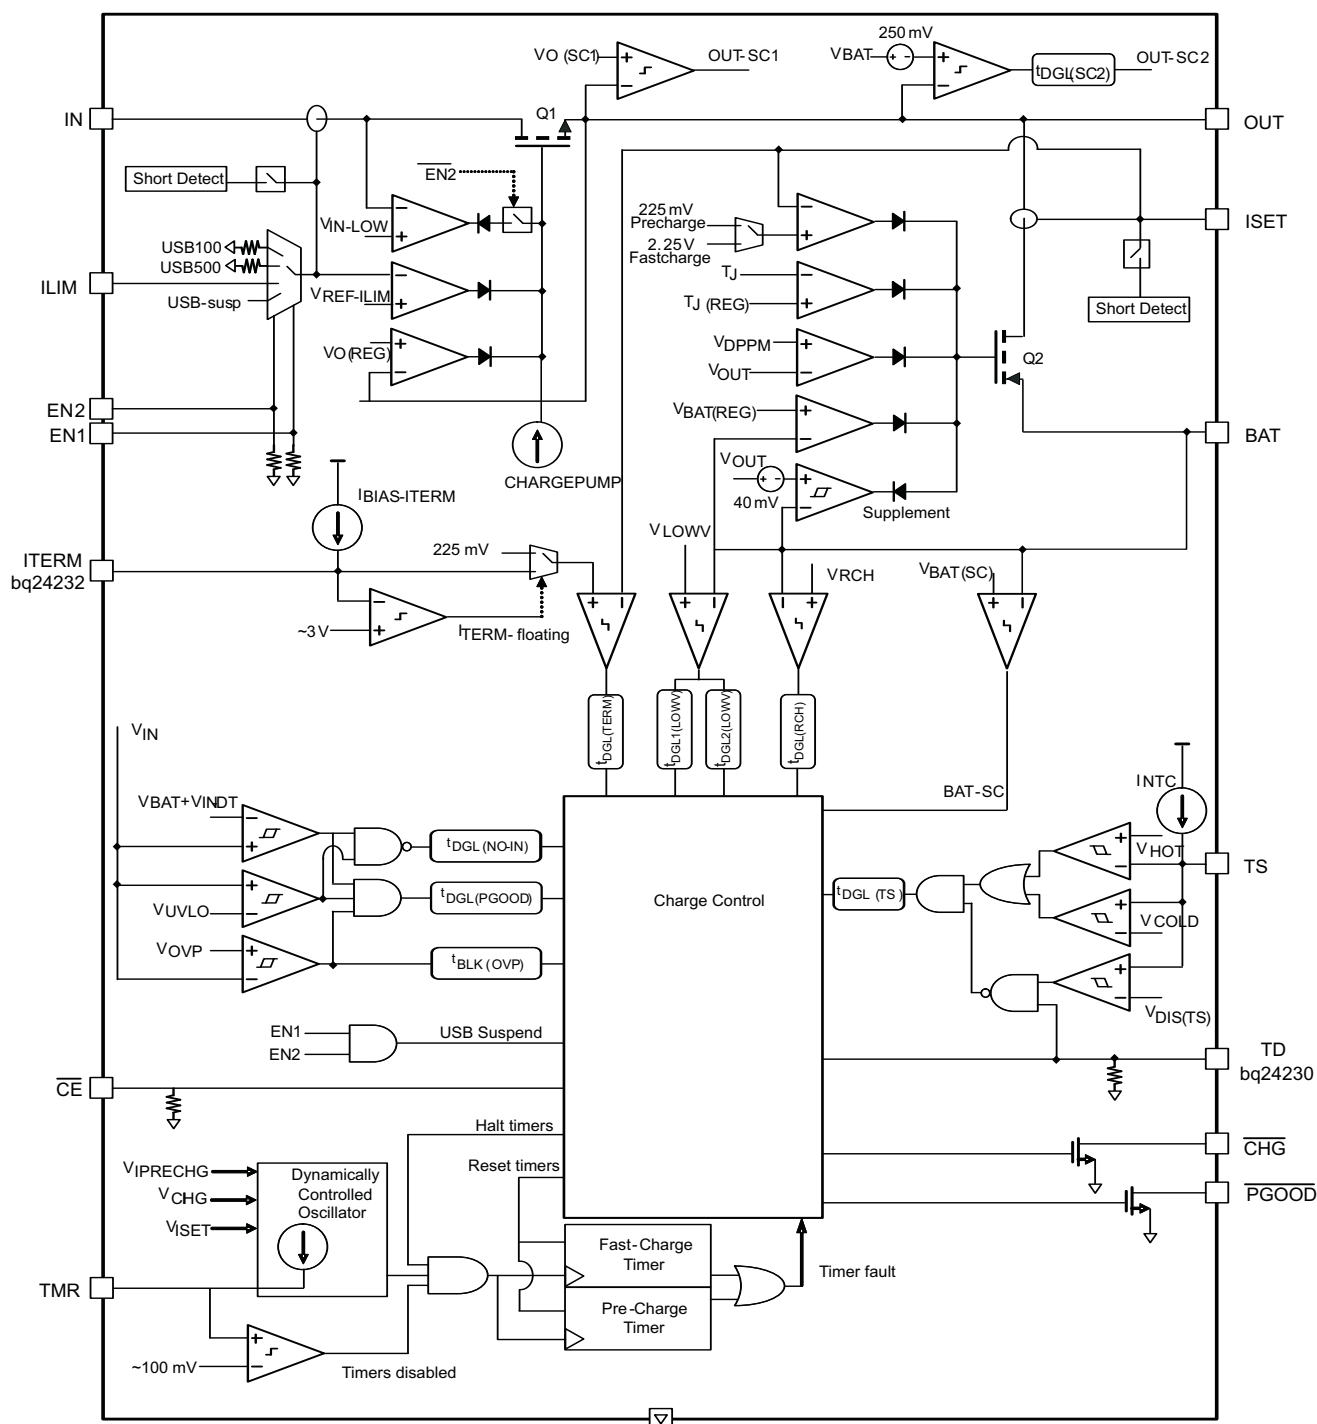 250 mV
VO (SC1)
OUT-SC1
VBAT
tDGL(SC2)
OUT-SC2
IN
Q1
OUT
Short Detect
EN2
VIN-LOW
225 mV
Precharge
2.25V
Fastcharge
ISET
USB100
USB500
ILIM
USB-susp
VREF-ILIM
TJ
TJ (REG)
Short Detect
VO (REG)
VDPPM
VOUT
Q2
EN2
EN1
VBAT(REG)
BAT
CHARGEPUMP
VOUT
40 mV
Supplement
IBIAS-ITERM
VLOWV
ITERM
bq24232
225 mV
VRCH
VBAT(SC)
~3 V
ITERM- floating
tDGL(TERM)
tDGL1(LOWV)
tDGL2(LOWV)
tDGL(RCH)
VIN
BAT-SC
INTC
VBAT+VINDT
tDGL (NO-IN)
VHOT
TS
VUVLO
tDGL(PGOOD)
Charge Control
tDGL (TS)
VCOLD
VOVP
tBLK (OVP)
VDIS(TS)
EN1
EN2
USB Suspend
TD
bq24230
CE
Halt timers
Reset timers
CHG
VIPRECHG
VCHG
VISET
Dynamically
Controlled
Oscillator
PGOOD
Fast-Charge
Timer
Timer fault
TMR
Pre-Charge
Timer
~100 mV
Timers disabled